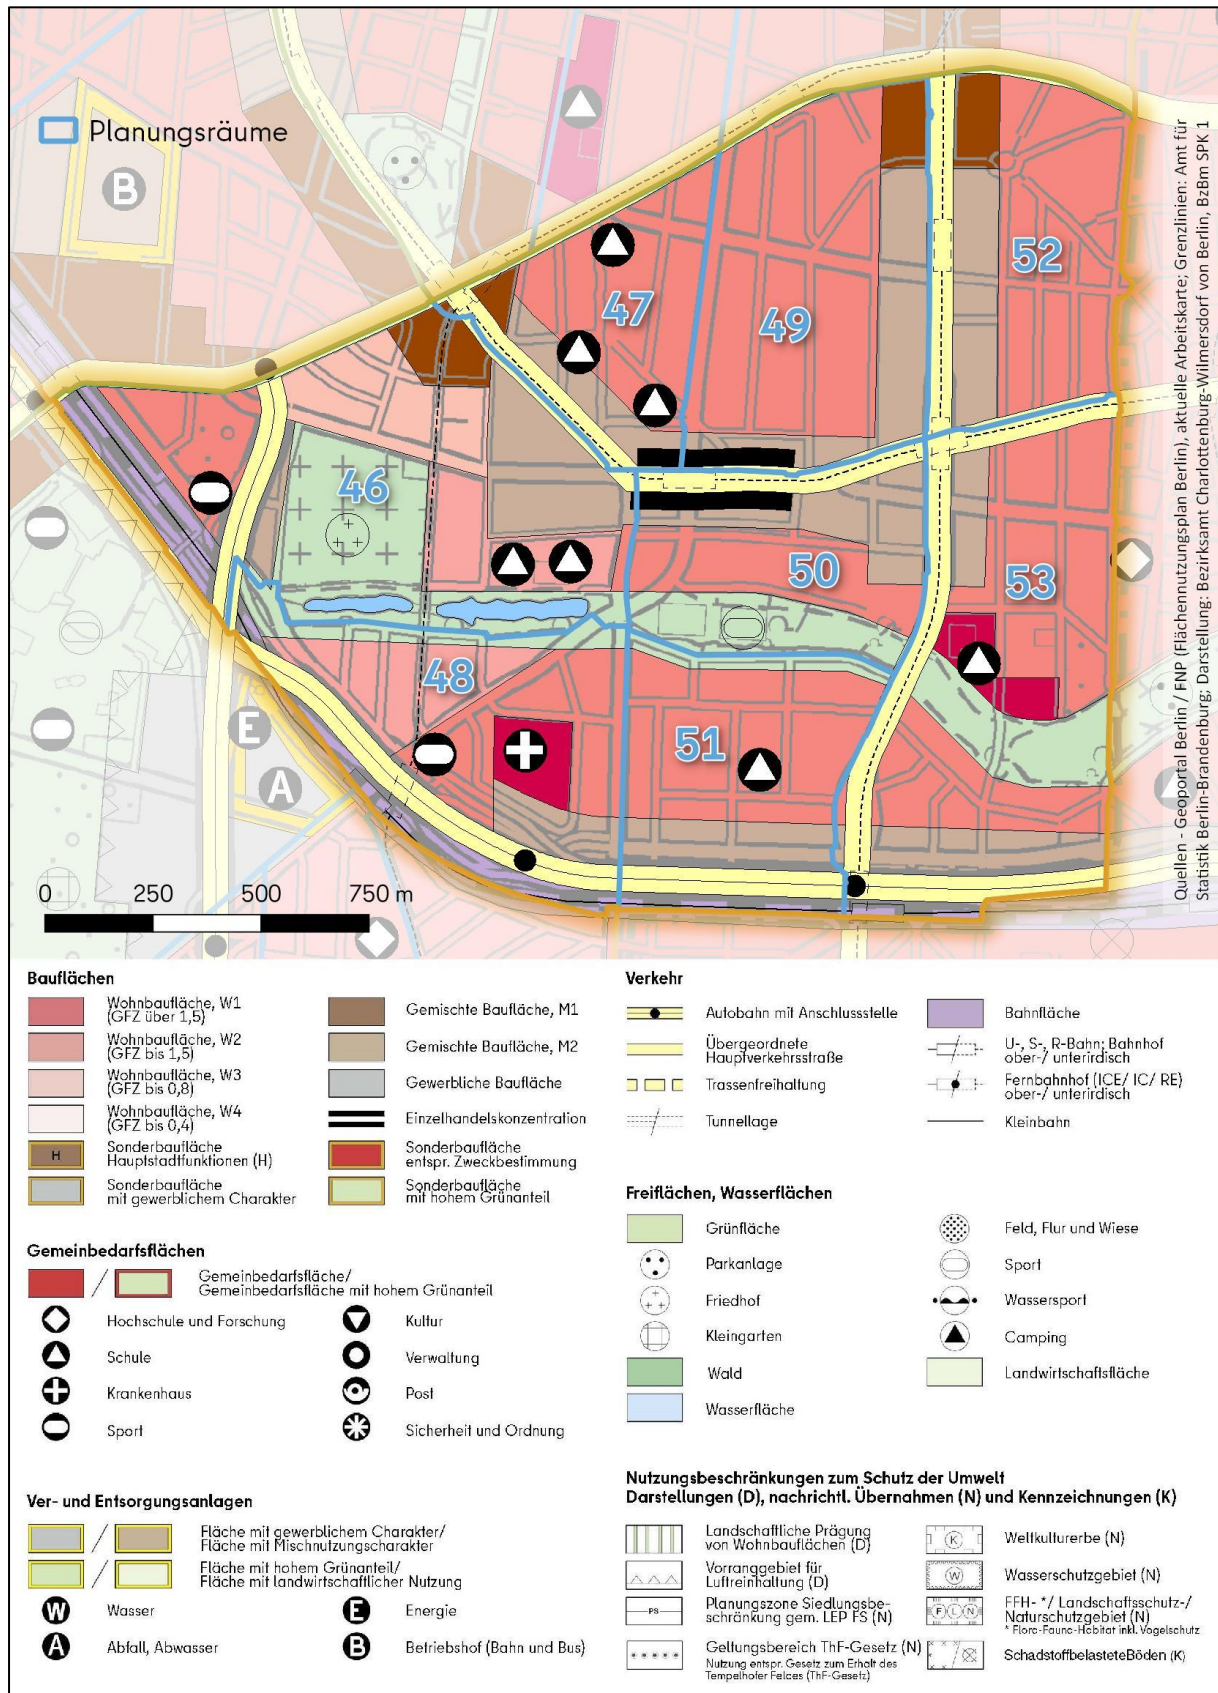 Planungsräume
B
47
49
52
46
50
53
48
51
E
A
0 250 500 750 m
Quellen - Geoportal Berlin / FNP (Flächennutzungsplan Berlin), aktuelle Arbeitskarte; Grenzlinien: Amt für
Statistik Berlin-Brandenburg; Darstellung: Bezirksamt Charlottenburg-Wilmersdorf von Berlin, BzBm SPK 1
Bauflächen
Wohnbaufläche, W1
(GFZ über 1,5)
Wohnbaufläche, W2
(GFZ bis 1,5)
Wohnbaufläche, W3
(GFZ bis 0,8)
Wohnbaufläche, W4
(GFZ bis 0,4)
H
Sonderbaufläche
Hauptstadtfunktionen (H)
Sonderbaufläche
mit gewerblichem Charakter
Gemischte Baufläche, M1
Gemischte Baufläche, M2
Gewerbliche Baufläche
Einzelhandelskonzentration
Sonderbaufläche
entspr. Zweckbestimmung
Sonderbaufläche
mit hohem Grünanteil
Gemeinbedarfsflächen
/
Gemeinbedarfsfläche/
Gemeinbedarfsfläche mit hohem Grünanteil
Hochschule und Forschung
Schule
Krankenhaus
Sport
Kultur
Verwaltung
Post
Sicherheit und Ordnung
Ver- und Entsorgungsanlagen
/
Fläche mit gewerblichem Charakter/
Fläche mit Mischnutzungscharakter
/
Fläche mit hohem Grünanteil/
Fläche mit landwirtschaftlicher Nutzung
W Wasser
A Abfall, Abwasser
E Energie
B Betriebshof (Bahn und Bus)
Verkehr
Autobahn mit Anschlussstelle
Übergeordnete
Hauptverkehrsstraße
Trassenfreihaltung
Tunnellage
Bahnfläche
U-, S-, R-Bahn; Bahnhof
ober-/ unterirdisch
Fernbahnhof (ICE/ IC/ RE)
ober-/ unterirdisch
Kleinbahn
Freiflächen, Wasserflächen
Grünfläche
Parkanlage
Friedhof
Kleingarten
Wald
Wasserfläche
Feld, Flur und Wiese
Sport
Wassersport
Camping
Landwirtschaftsfläche
Nutzungsbeschränkungen zum Schutz der Umwelt
Darstellungen (D), nachrichtl. Übernahmen (N) und Kennzeichnungen (K)
Landschaftliche Prägung
von Wohnbauflächen (D)
Vorranggebiet für
Luftreinhaltung (D)
PS
Planungszone Siedlungsbe-
schränkung gem. LEP FS (N)
Geltungsbereich ThF-Gesetz (N)
Nutzung entspr. Gesetz zum Erhalt des
Tempelhofer Feldes (ThF-Gesetz)
K
Weltkulturerbe (N)
W
Wasserschutzgebiet (N)
F L N
FFH- */ Landschaftsschutz-/
Naturschutzgebiet (N)
* Flora-Fauna-Habitat inkl. Vogelschutz
SchadstoffbelasteteBöden (K)